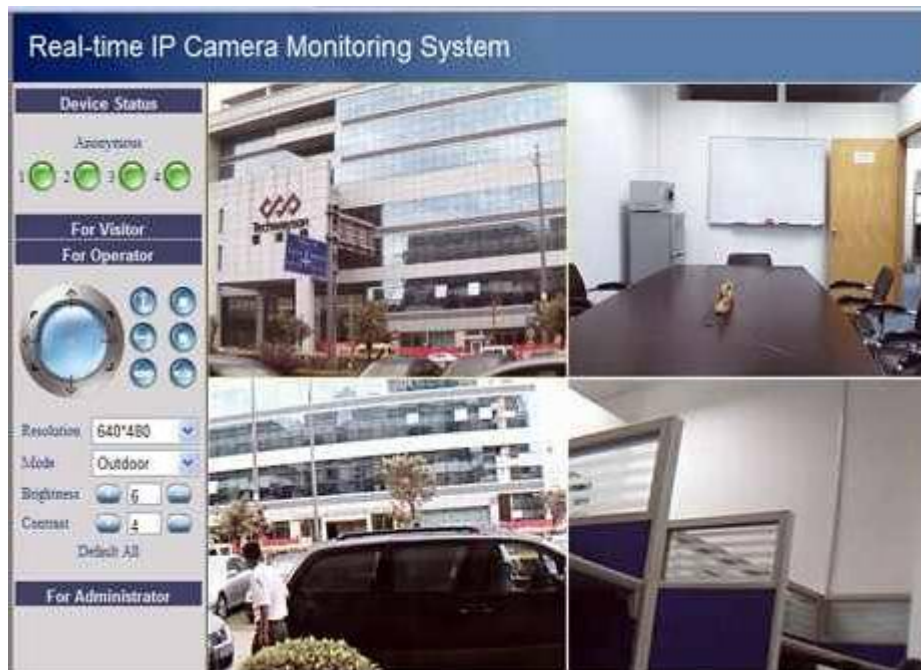 Real-time IP Camera Monitoring System
Device Status
Anonymous
1 2 3 4
For Visitor
For Operator
Resolution 640*480
Mode Outdoor
Brightness 6
Contrast 4
Default All
For Administrator